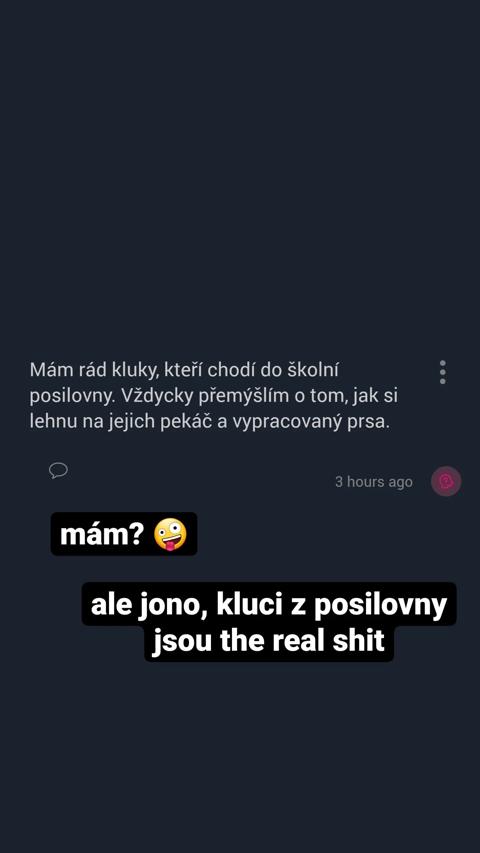 Mám rád kluky, kteří chodí do školní
posilovny. Vždycky přemýšlím o tom, jak si
lehnu na jejich pekáč a vypracovaný prsa.
3 hours ago
mám? 🤪
ale jono, kluci z posilovny
jsou the real shit